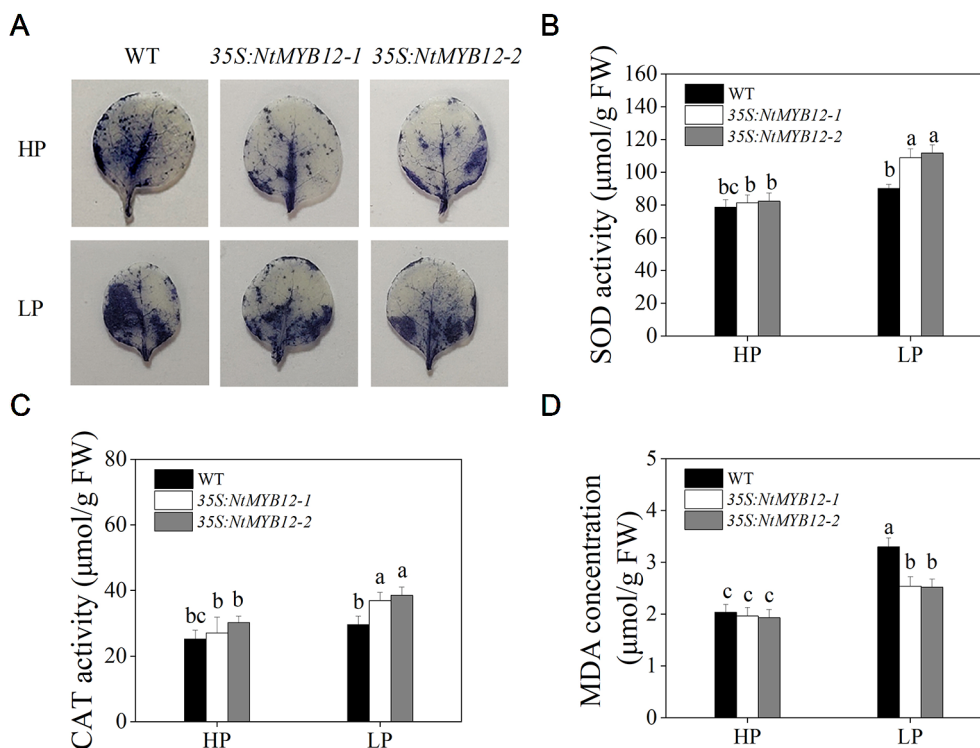 A
WT 35S:NtMYB12-1 35S:NtMYB12-2
HP
LP
B
SOD activity (μmol/g FW)
160
140
120
100
80
60
40
20
0
WT
35S:NtMYB12-1
35S:NtMYB12-2
bc b b
b a a
HP LP
C
CAT activity (μmol/g FW)
80
60
40
20
0
WT
35S:NtMYB12-1
35S:NtMYB12-2
bc b b
b a a
HP LP
D
MDA concentration
(μmol/g FW)
5
4
3
2
1
0
WT
35S:NtMYB12-1
35S:NtMYB12-2
c c c
a b b
HP LP